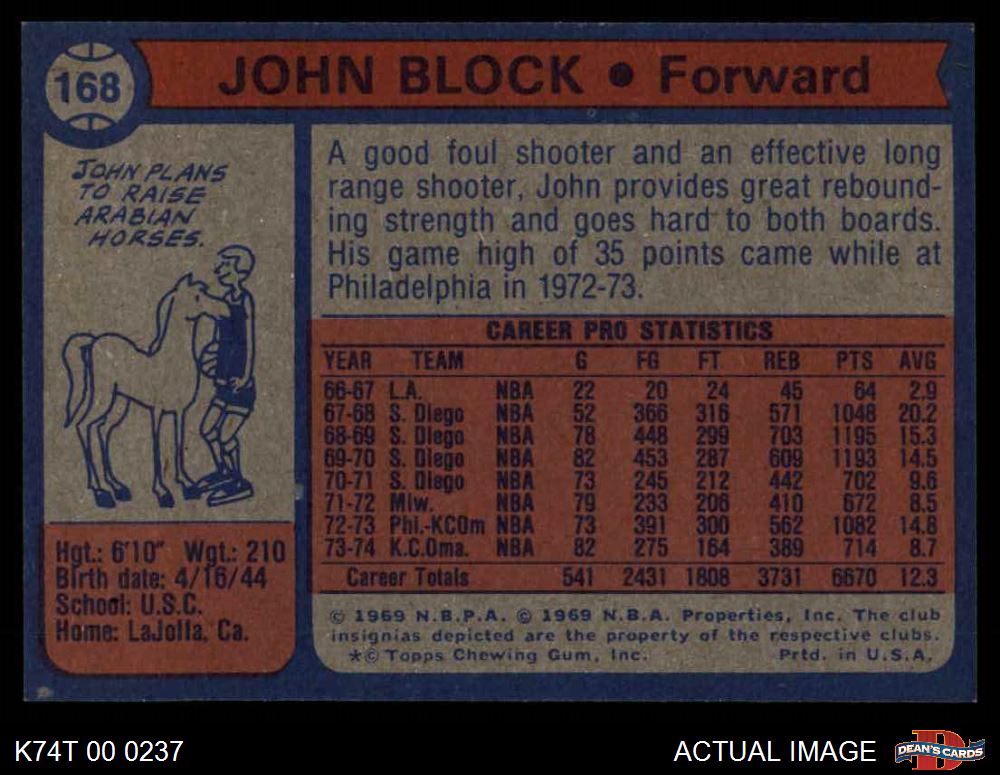 168
JOHN BLOCK • Forward
JOHN PLANS
TO RAISE
ARABIAN
HORSES.
A good foul shooter and an effective long
range shooter, John provides great rebound-
ing strength and goes hard to both boards.
His game high of 35 points came while at
Philadelphia in 1972-73.
CAREER PRO STATISTICS
YEAR TEAM G FG FT REB PTS AVG
66-67 L.A. NBA 22 20 24 45 64 2.9
67-68 S. Diego NBA 52 366 316 571 1048 20.2
68-69 S. Diego NBA 78 448 299 703 1195 15.3
69-70 S. Diego NBA 82 453 287 609 1193 14.5
70-71 S. Diego NBA 73 245 212 442 702 9.6
71-72 Miw. NBA 79 233 206 410 672 8.5
72-73 Phi.-KCOm NBA 73 391 300 562 1082 14.8
73-74 K.C.Oma. NBA 82 275 164 389 714 8.7
Career Totals 541 2431 1808 3731 6670 12.3
Hgt.: 6'10" Wgt.: 210
Birth date: 4/16/44
School: U.S.C.
Home: LaJolla, Ca.
© 1969 N.B.P.A. © 1969 N.B.A. Properties, Inc. The club
insignias depicted are the property of the respective clubs.
*© Topps Chewing Gum, Inc. Prtd. in U.S.A.
K74T 00 0237
ACTUAL IMAGE
DEAN'S CARDS